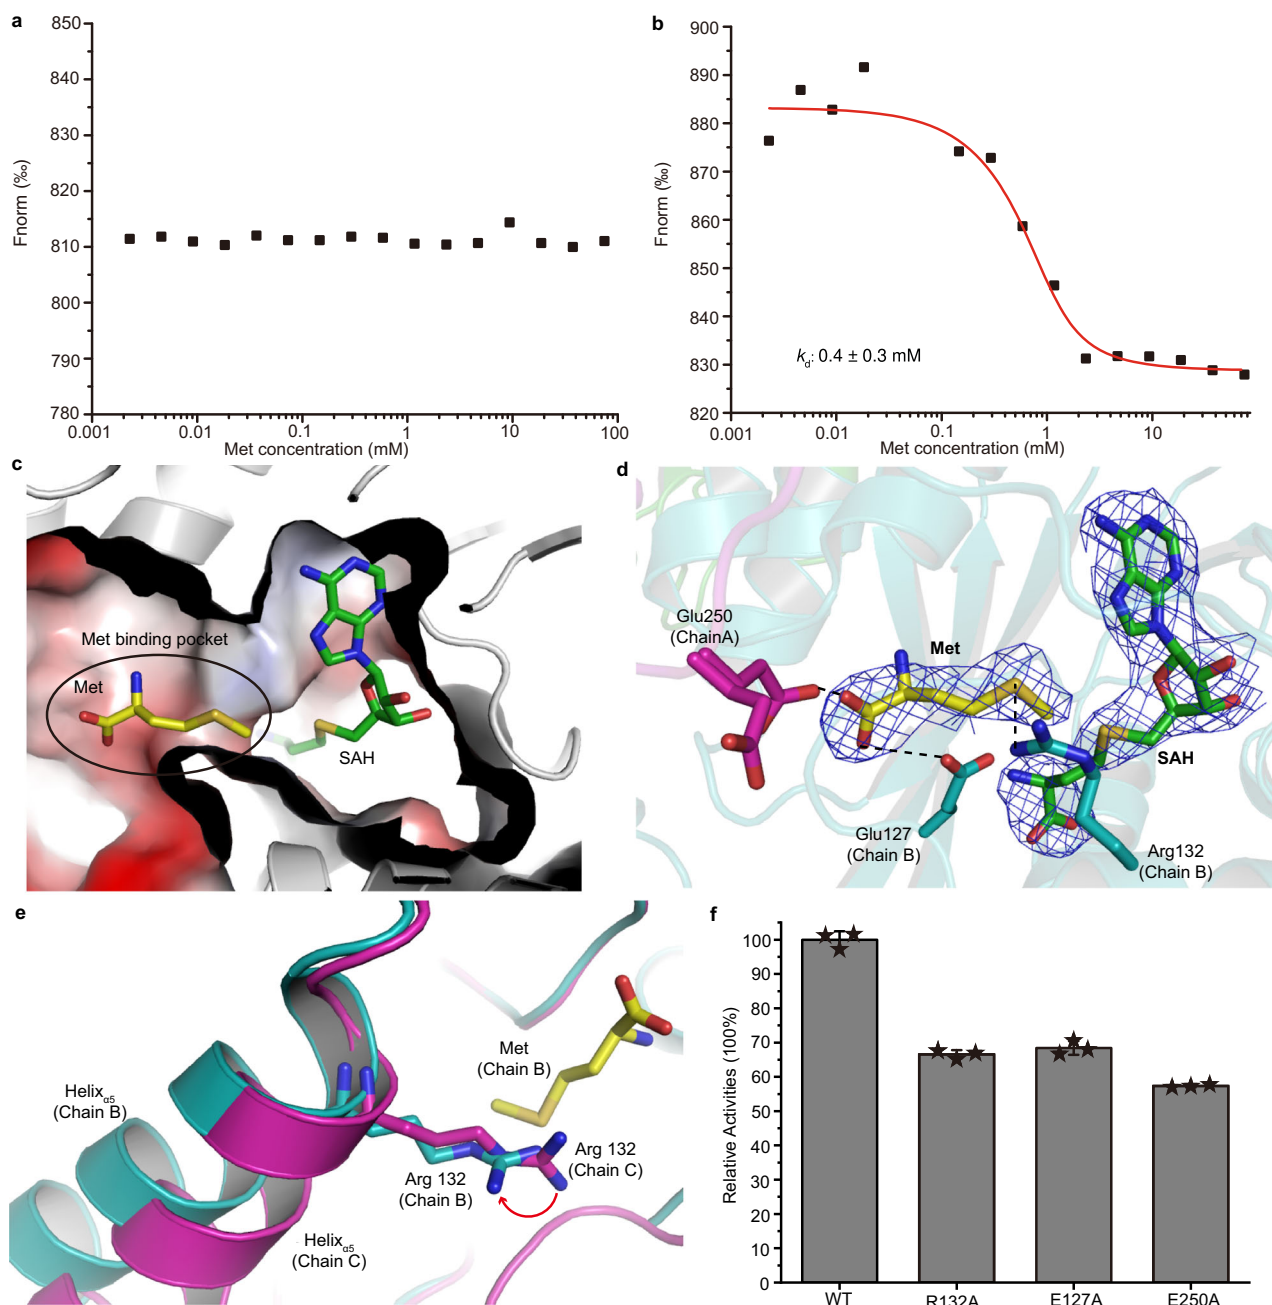 a
850
840
830
820
810
800
790
780
Fnorm (‰)
0.001
0.01
0.1
1
10
100
Met concentration (mM)
b
900
890
880
870
860
850
840
830
820
Fnorm (‰)
k_d: 0.4 ± 0.3 mM
0.001
0.01
0.1
1
10
Met concentration (mM)
c
Met binding pocket
Met
SAH
d
Glu250
(ChainA)
Met
SAH
Glu127
(Chain B)
Arg132
(Chain B)
e
Met
(Chain B)
Helixα5
(Chain B)
Arg 132
(Chain B)
Arg 132
(Chain C)
Helixα5
(Chain C)
f
100
90
80
70
60
50
40
30
20
10
0
Relative Activities (100%)
WT
R132A
E127A
E250A